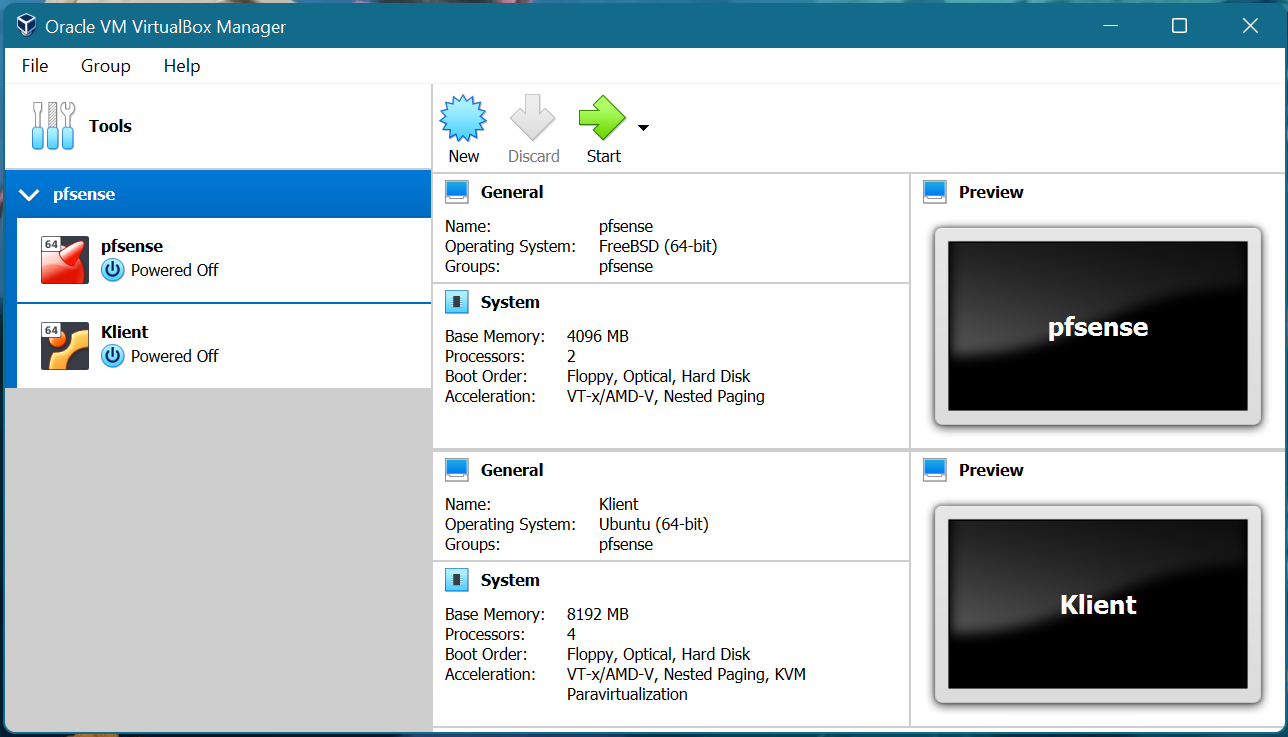 Oracle VM VirtualBox Manager
File Group Help
Tools
New Discard Start
pfsense
64
pfsense
Powered Off
64
Klient
Powered Off
General
Name: pfsense
Operating System: FreeBSD (64-bit)
Groups: pfsense
System
Base Memory: 4096 MB
Processors: 2
Boot Order: Floppy, Optical, Hard Disk
Acceleration: VT-x/AMD-V, Nested Paging
Preview
pfsense
General
Name: Klient
Operating System: Ubuntu (64-bit)
Groups: pfsense
System
Base Memory: 8192 MB
Processors: 4
Boot Order: Floppy, Optical, Hard Disk
Acceleration: VT-x/AMD-V, Nested Paging, KVM
Paravirtualization
Preview
Klient